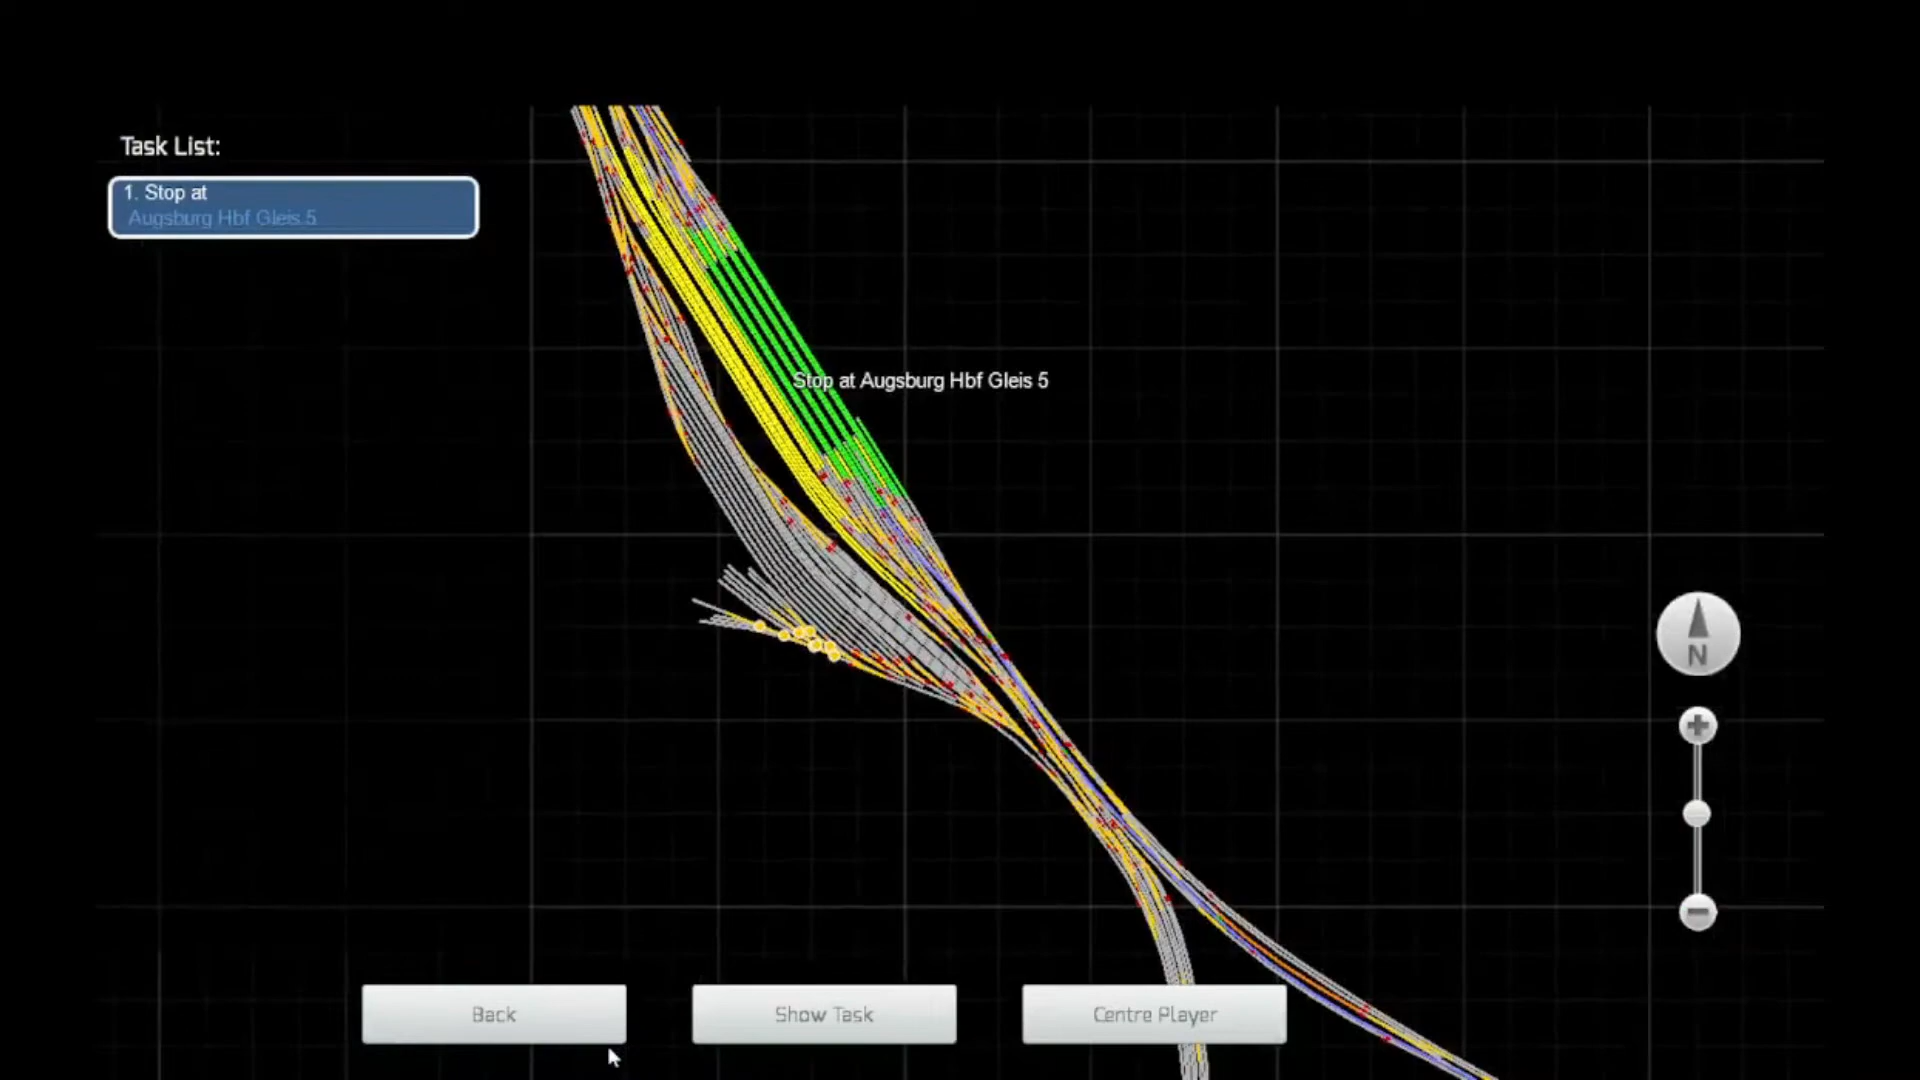 Task List:
1. Stop at
Augsburg Hbf Gleis 5
Stop at Augsburg Hbf Gleis 5
N
Back
Show Task
Centre Player